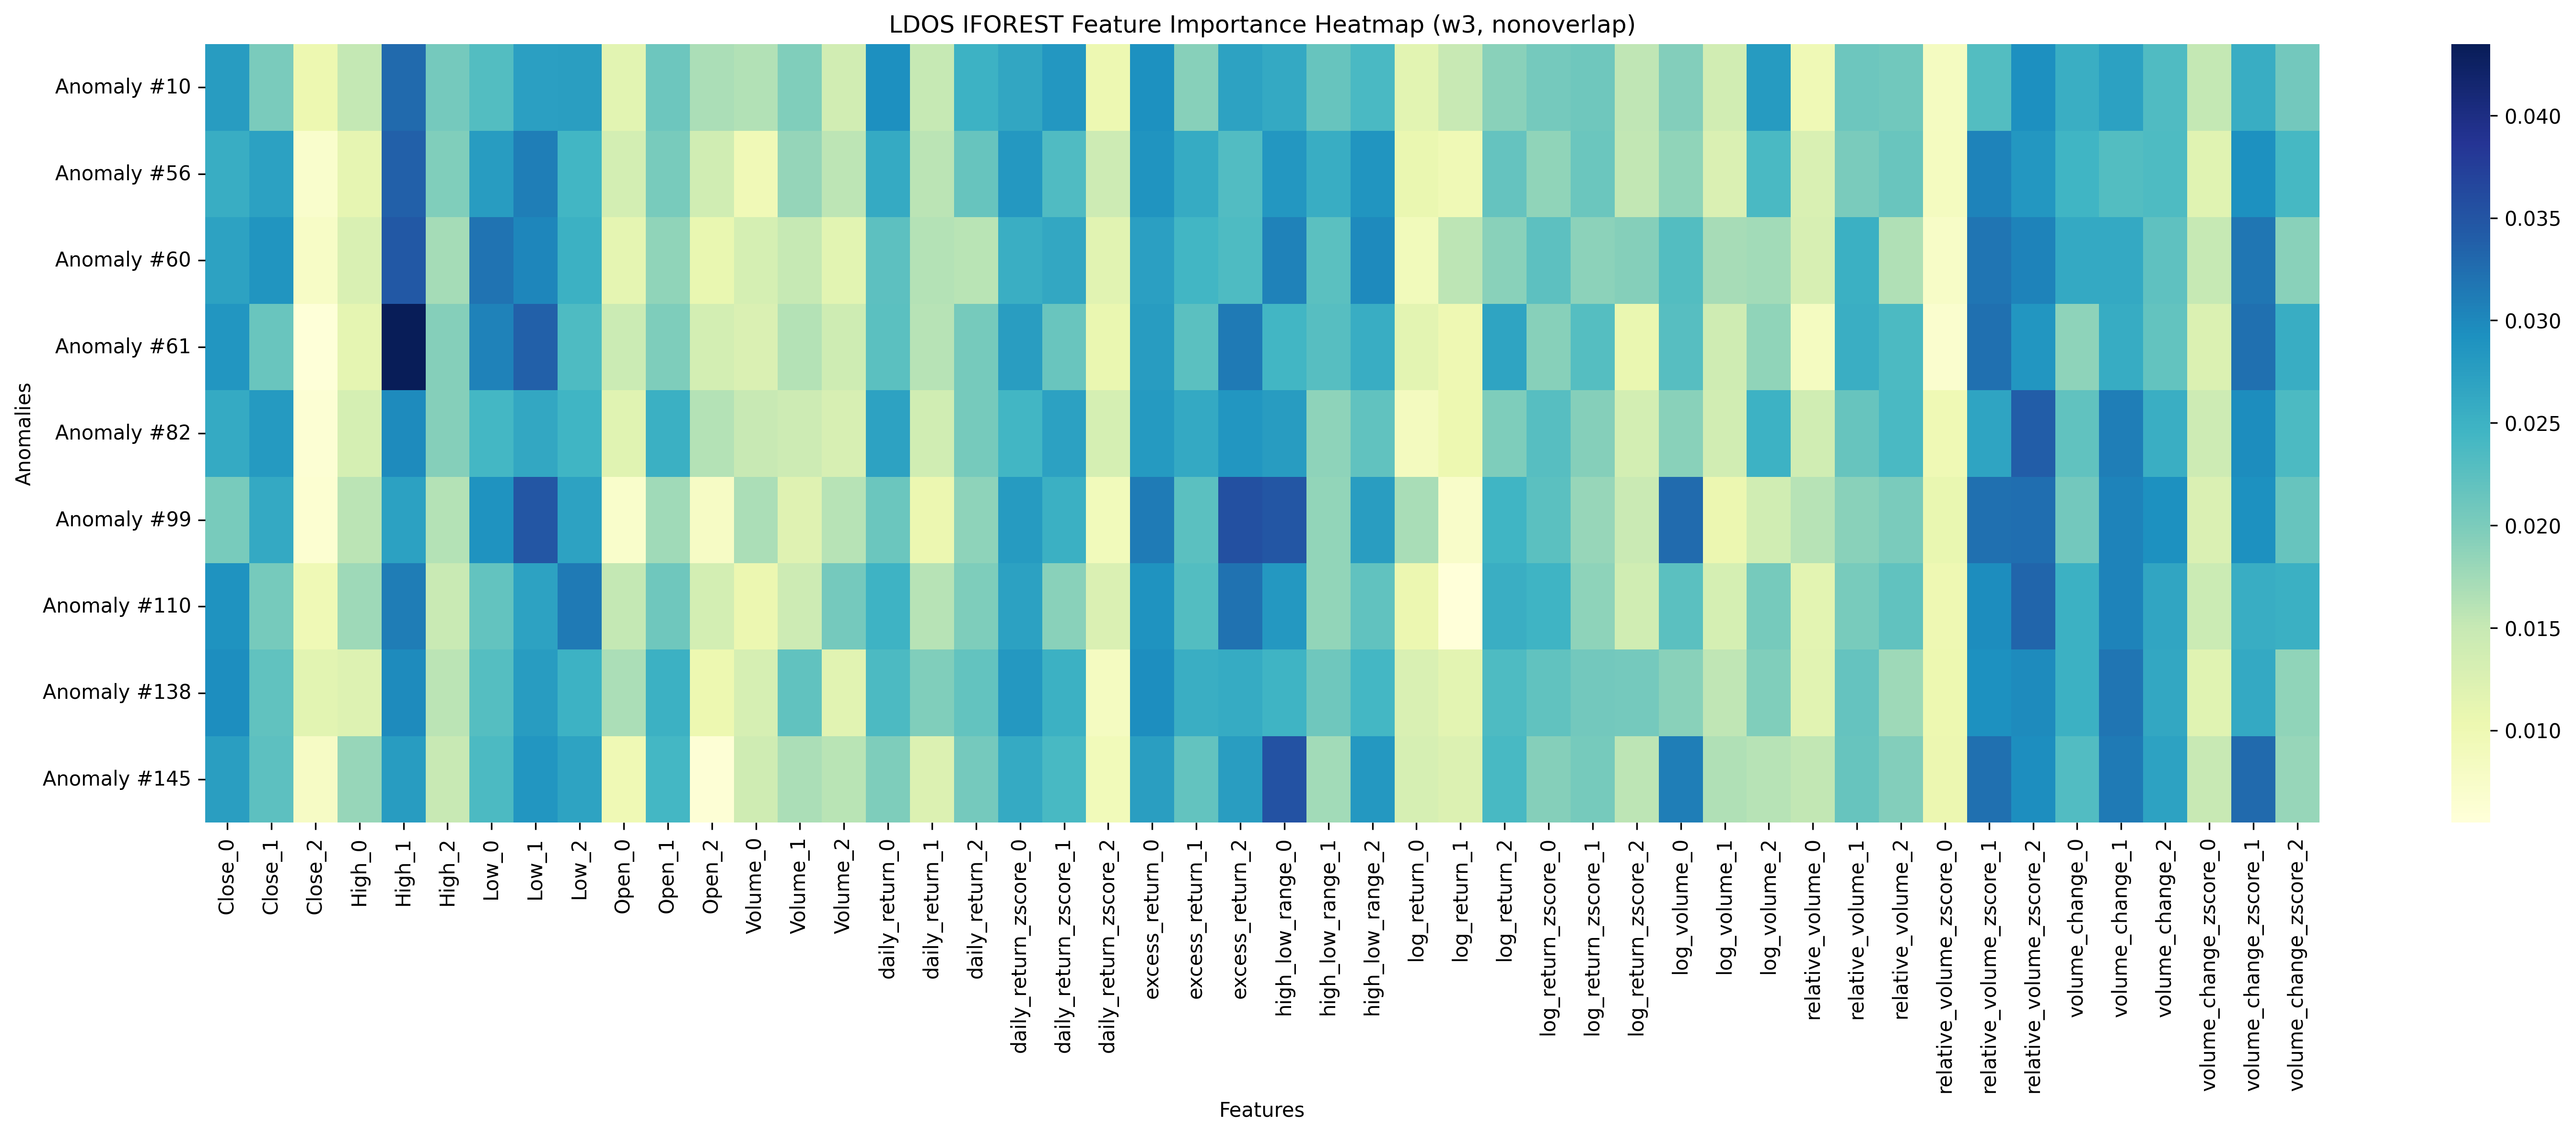 LDOS IFOREST Feature Importance Heatmap (w3, nonoverlap)
Anomalies
Anomaly #10
Anomaly #56
Anomaly #60
Anomaly #61
Anomaly #82
Anomaly #99
Anomaly #110
Anomaly #138
Anomaly #145
Close_0
Close_1
Close_2
High_0
High_1
High_2
Low_0
Low_1
Low_2
Open_0
Open_1
Open_2
Volume_0
Volume_1
Volume_2
daily_return_0
daily_return_1
daily_return_2
daily_return_zscore_0
daily_return_zscore_1
daily_return_zscore_2
excess_return_0
excess_return_1
excess_return_2
high_low_range_0
high_low_range_1
high_low_range_2
log_return_0
log_return_1
log_return_2
log_return_zscore_0
log_return_zscore_1
log_return_zscore_2
log_volume_0
log_volume_1
log_volume_2
relative_volume_0
relative_volume_1
relative_volume_2
relative_volume_zscore_0
relative_volume_zscore_1
relative_volume_zscore_2
volume_change_0
volume_change_1
volume_change_2
volume_change_zscore_0
volume_change_zscore_1
volume_change_zscore_2
Features
0.040
0.035
0.030
0.025
0.020
0.015
0.010